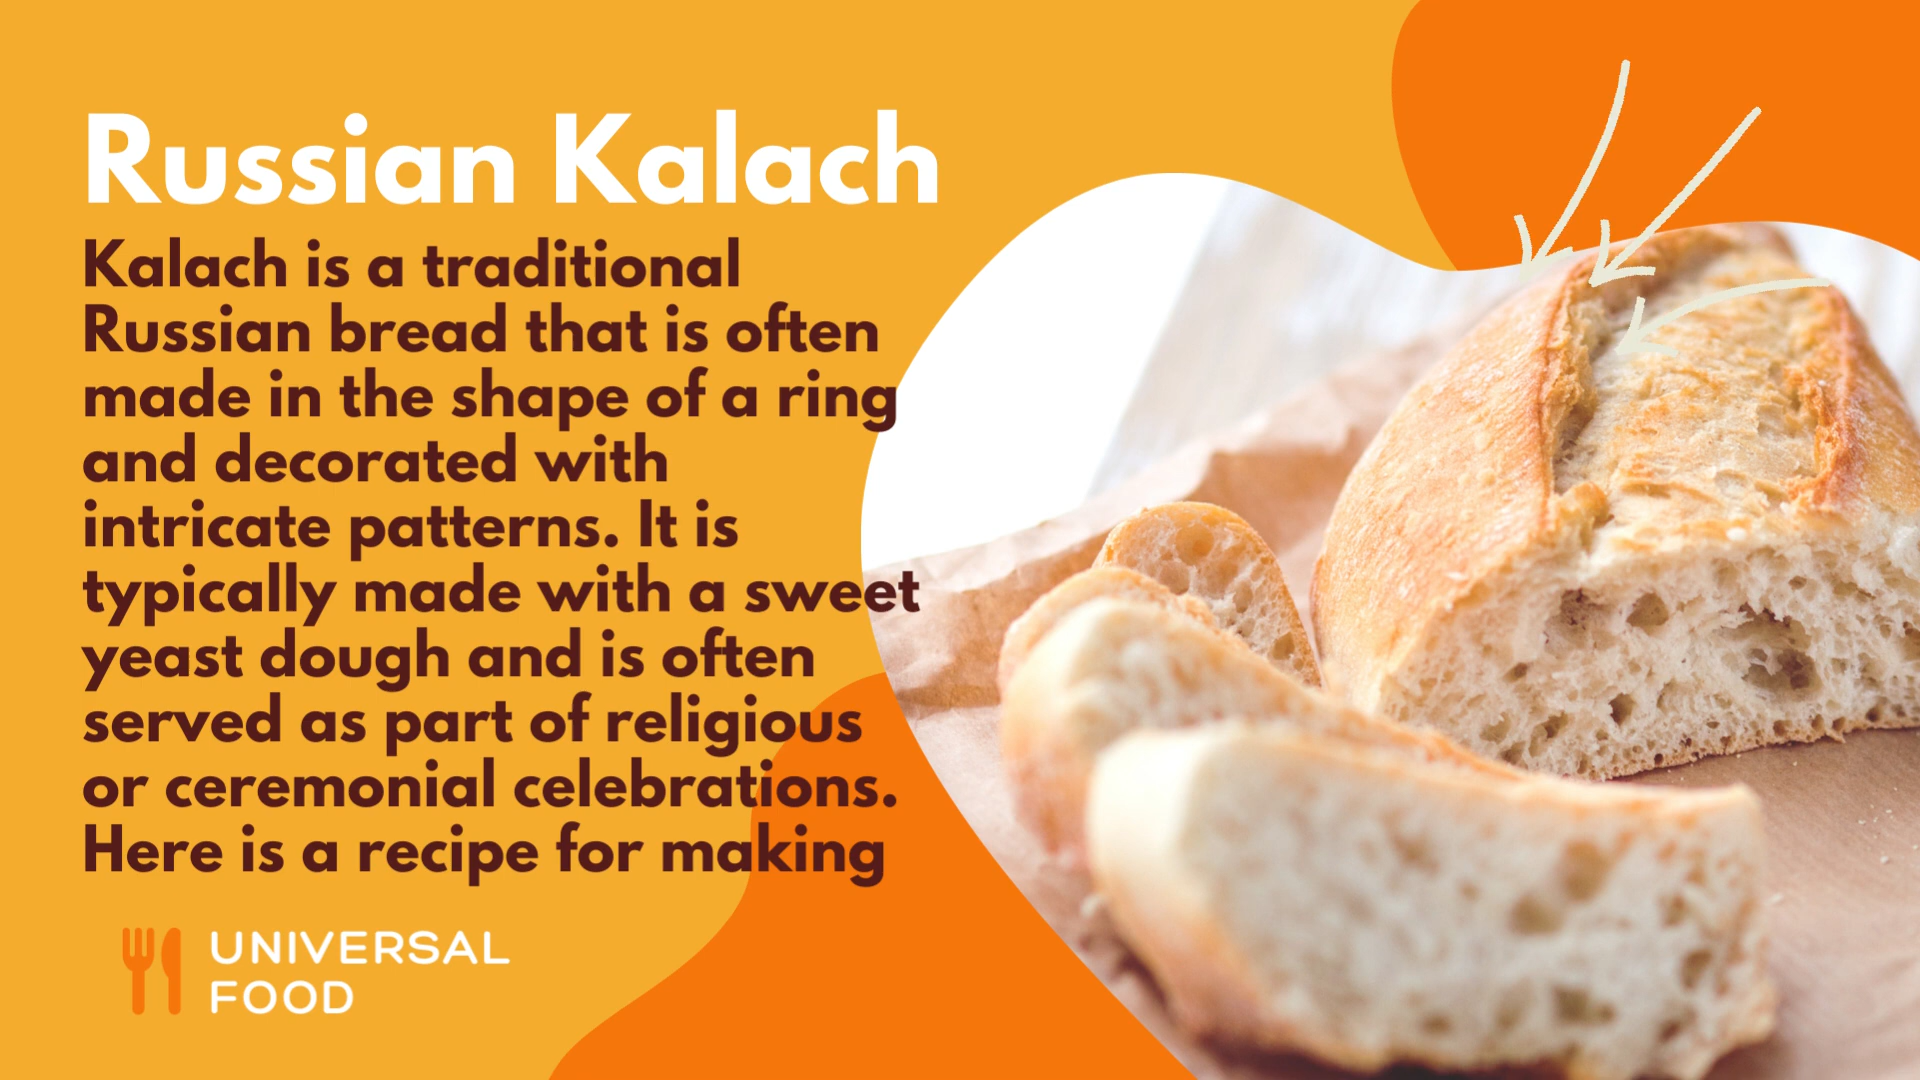 Russian Kalach
Kalach is a traditional
Russian bread that is often
made in the shape of a ring
and decorated with
intricate patterns. It is
typically made with a sweet
yeast dough and is often
served as part of religious
or ceremonial celebrations.
Here is a recipe for making
UNIVERSAL
FOOD